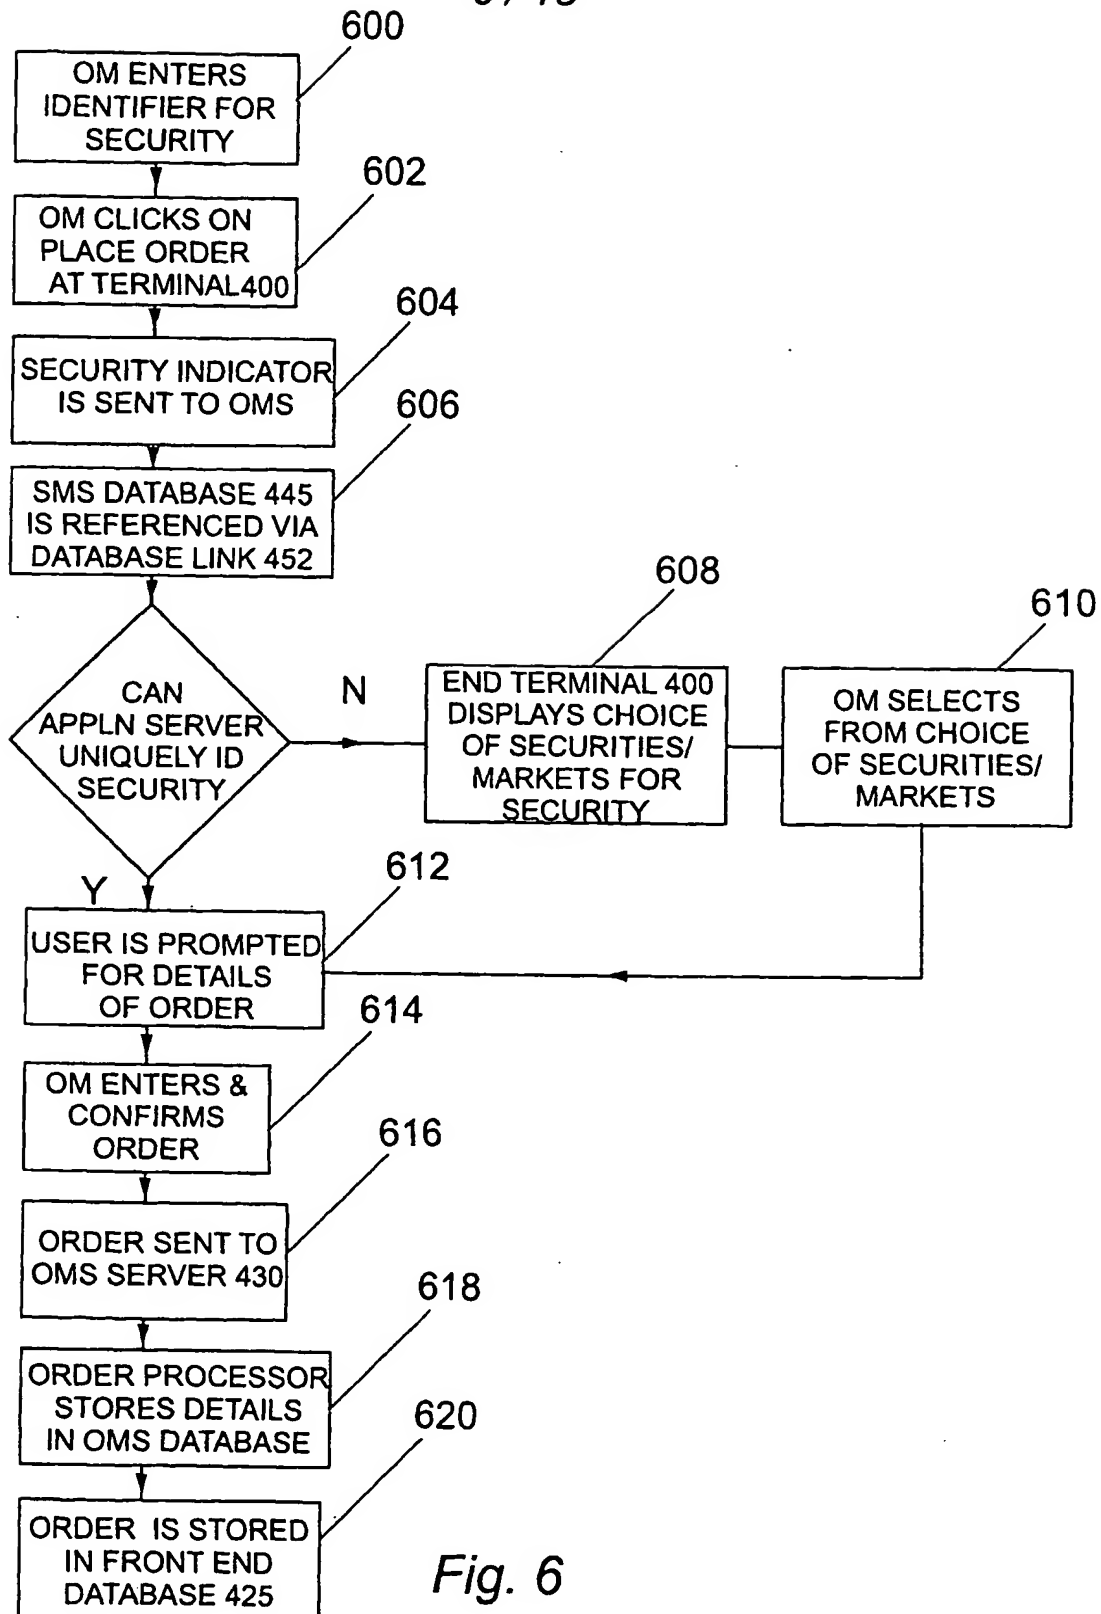 600
OM ENTERS
IDENTIFIER FOR
SECURITY
602
OM CLICKS ON
PLACE ORDER
AT TERMINAL400
604
SECURITY INDICATOR
IS SENT TO OMS
606
SMS DATABASE 445
IS REFERENCED VIA
DATABASE LINK 452
CAN
APPLN SERVER
UNIQUELY ID
SECURITY
N
608
END TERMINAL 400
DISPLAYS CHOICE
OF SECURITIES/
MARKETS FOR
SECURITY
610
OM SELECTS
FROM CHOICE
OF SECURITIES/
MARKETS
Y
612
USER IS PROMPTED
FOR DETAILS
OF ORDER
614
OM ENTERS &
CONFIRMS
ORDER
616
ORDER SENT TO
OMS SERVER 430
618
ORDER PROCESSOR
STORES DETAILS
IN OMS DATABASE
620
ORDER IS STORED
IN FRONT END
DATABASE 425
Fig. 6